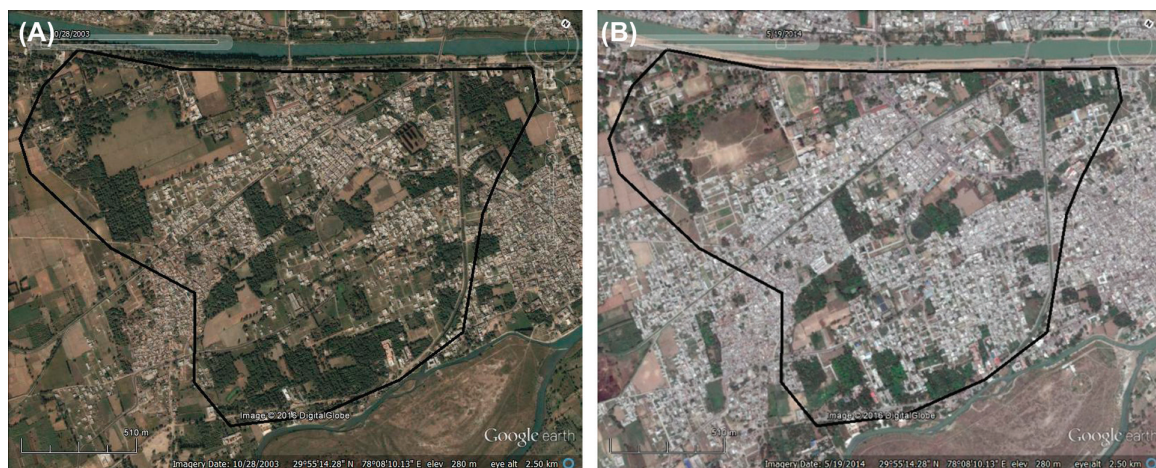 (A)
10/28/2003
Image © 2016 DigitalGlobe
510 m
Google earth
Imagery Date: 10/28/2003 29°55'14.28" N 78°08'10.13" E elev 280 m eye alt 2.50 km
(B)
5/19/2014
Image © 2016 DigitalGlobe
510 m
Google earth
Imagery Date: 5/19/2014 29°55'14.28" N 78°08'10.13" E elev 280 m eye alt 2.50 km